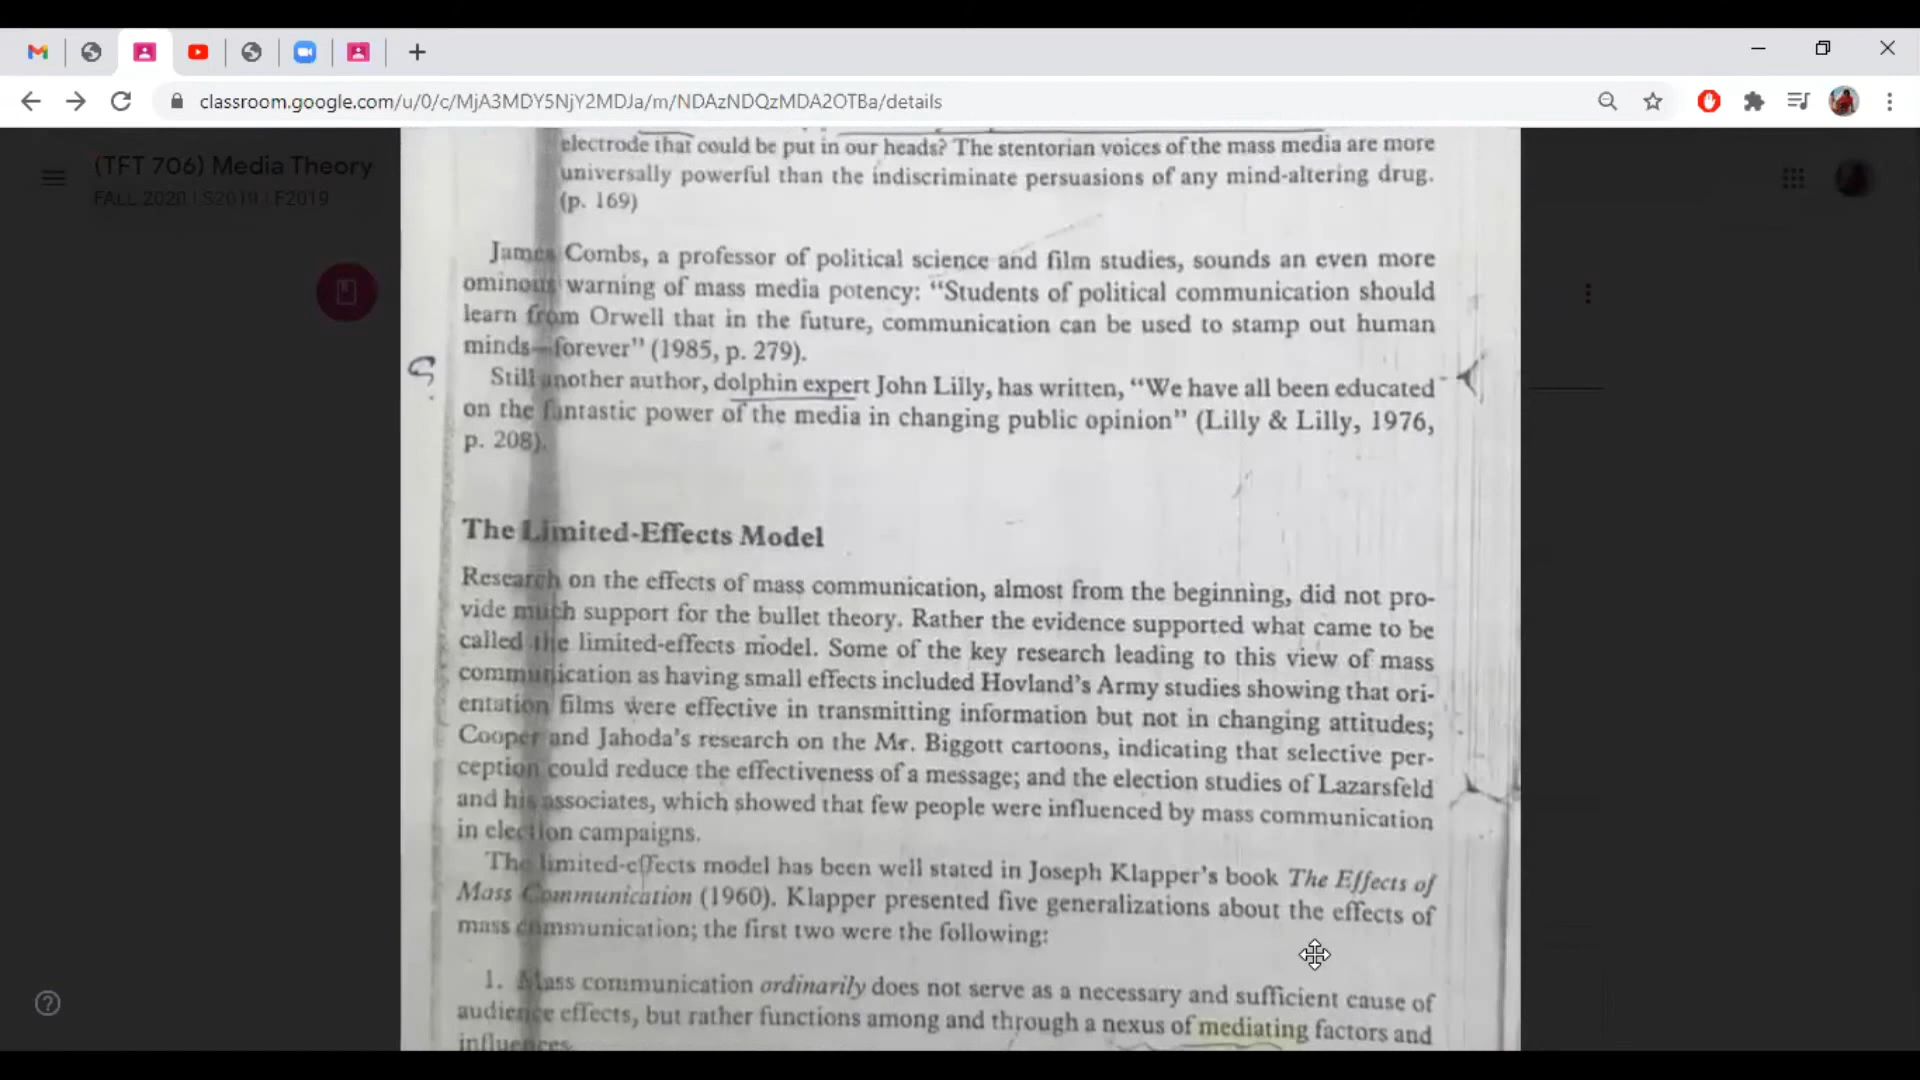 classroom.google.com/u/0/c/MjA3MDY5NjY2MDJa/m/NDAzNDQzMDA2OTBa/details
(TFT 706) Media Theory
FALL 2020 | S2019 | F2019
electrode that could be put in our heads? The stentorian voices of the mass media are more
universally powerful than the indiscriminate persuasions of any mind-altering drug.
(p. 169)
James Combs, a professor of political science and film studies, sounds an even more
ominous warning of mass media potency: “Students of political communication should
learn from Orwell that in the future, communication can be used to stamp out human
minds—forever” (1985, p. 279).
Still another author, dolphin expert John Lilly, has written, “We have all been educated
on the fantastic power of the media in changing public opinion” (Lilly & Lilly, 1976,
p. 208).
The Limited-Effects Model
Research on the effects of mass communication, almost from the beginning, did not pro-
vide much support for the bullet theory. Rather the evidence supported what came to be
called the limited-effects model. Some of the key research leading to this view of mass
communication as having small effects included Hovland’s Army studies showing that ori-
entation films were effective in transmitting information but not in changing attitudes;
Cooper and Jahoda’s research on the Mr. Biggott cartoons, indicating that selective per-
ception could reduce the effectiveness of a message; and the election studies of Lazarsfeld
and his associates, which showed that few people were influenced by mass communication
in election campaigns.
The limited-effects model has been well stated in Joseph Klapper’s book The Effects of
Mass Communication (1960). Klapper presented five generalizations about the effects of
mass communication; the first two were the following:
1. Mass communication ordinarily does not serve as a necessary and sufficient cause of
audience effects, but rather functions among and through a nexus of mediating factors and
influences.